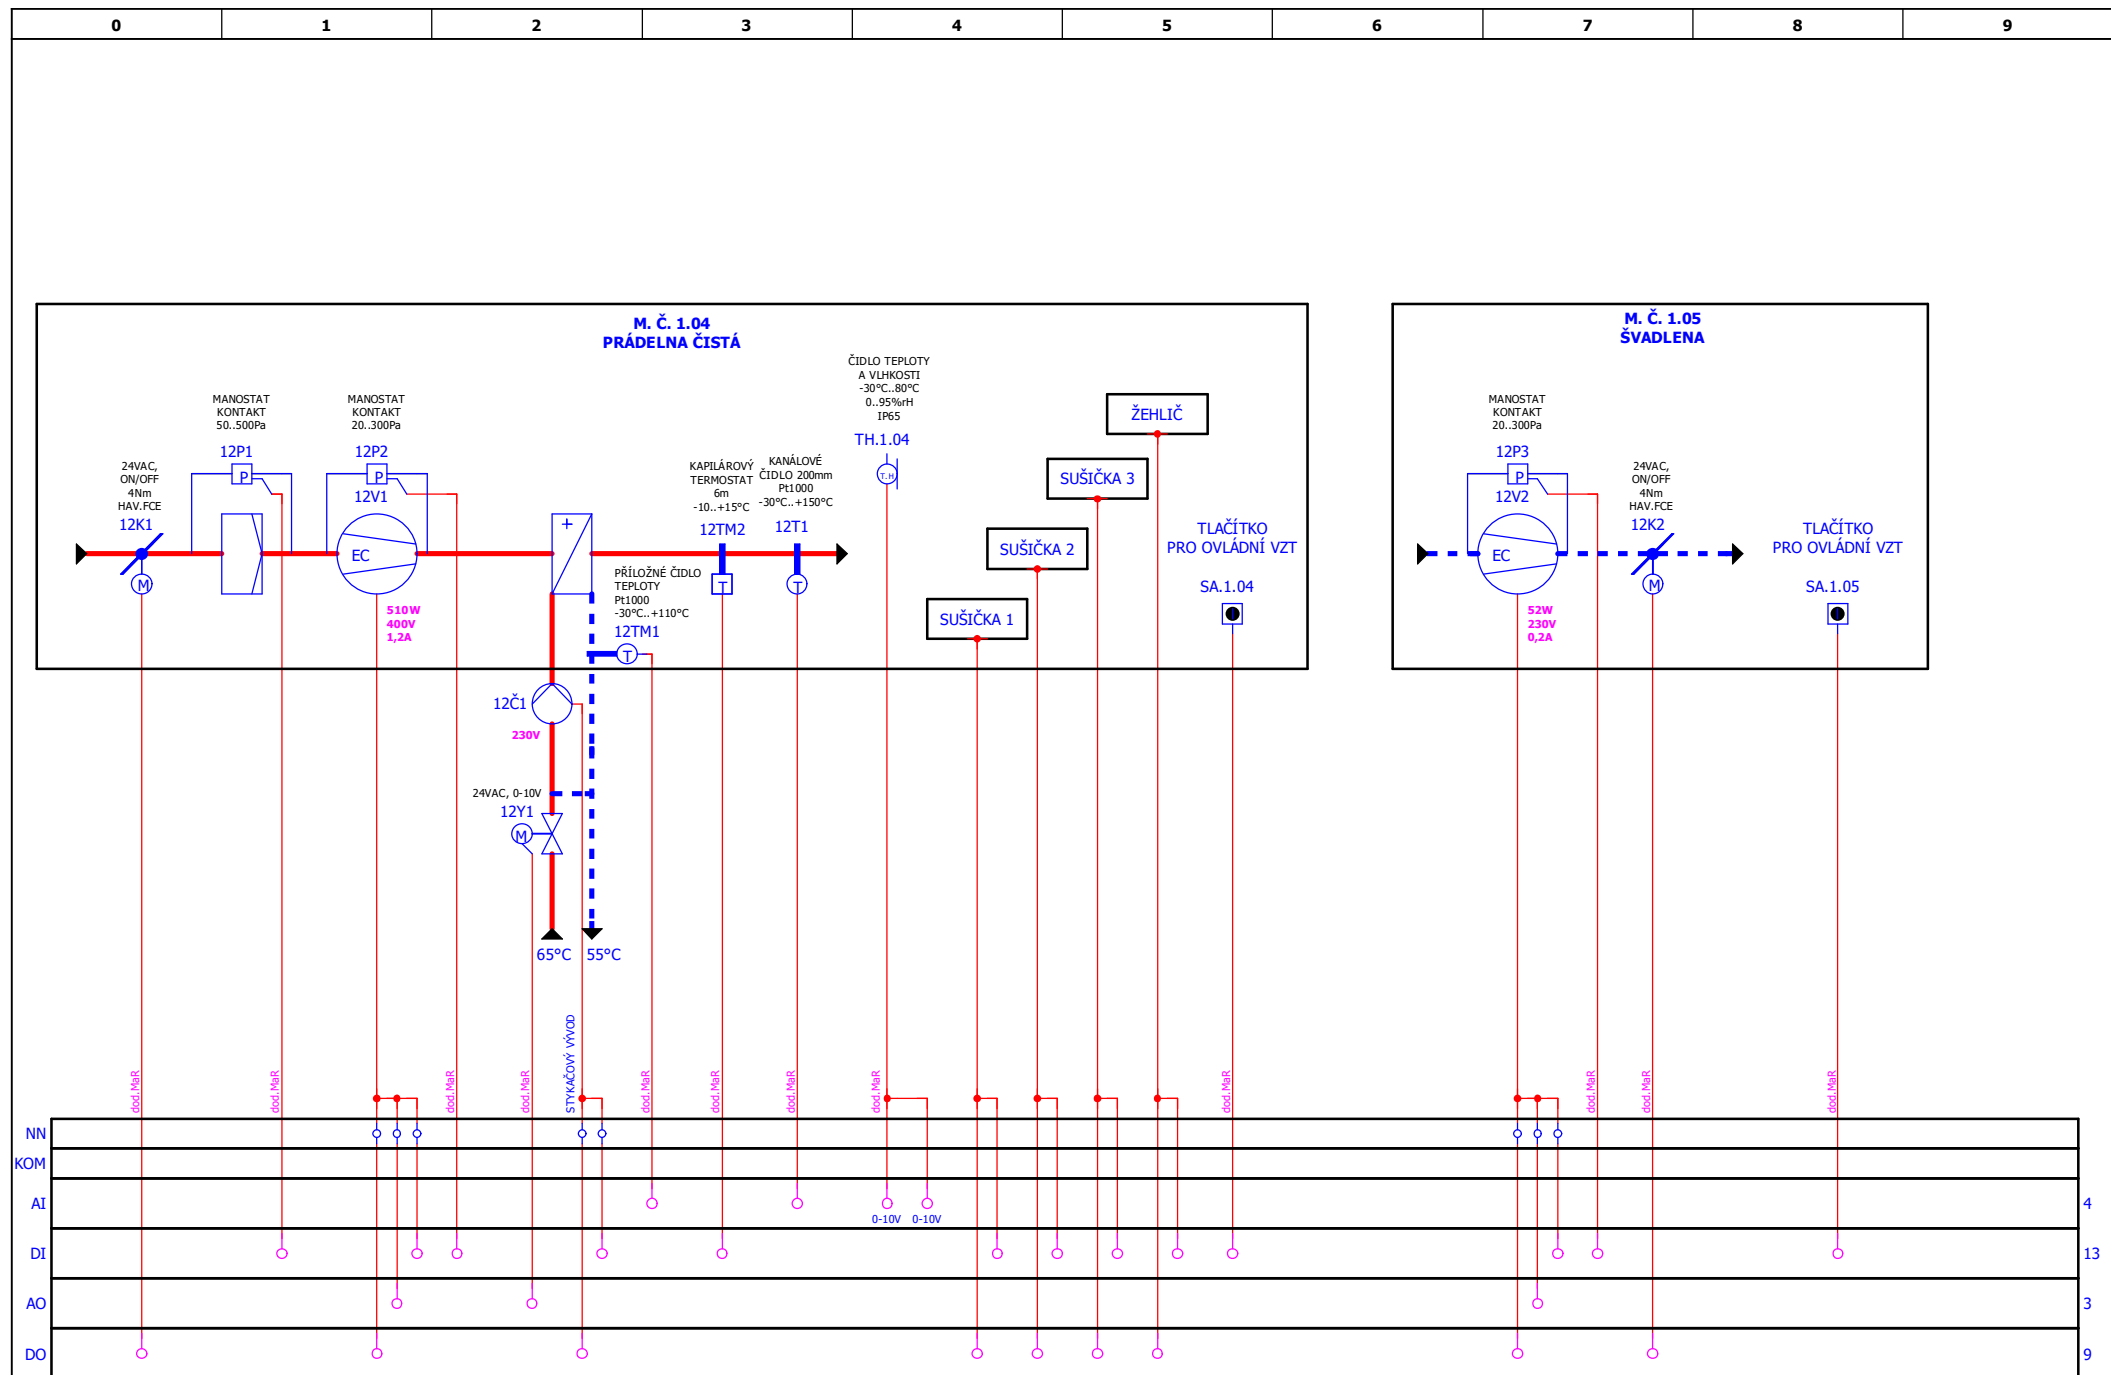 0 1 2 3 4 5 6 7 8 9
M. Č. 1.04
PRÁDELNA ČISTÁ
M. Č. 1.05
ŠVADLENA
24VAC,
ON/OFF
4Nm
HAV.FCE
12K1
M
MANOSTAT
KONTAKT
50..500Pa
12P1
P
MANOSTAT
KONTAKT
20..300Pa
12P2
P
12V1
EC
510W
400V
1,2A
+
PŘÍLOŽNÉ ČIDLO
TEPLOTY
Pt1000
-30°C..+110°C
12TM1
T
KAPILÁROVÝ
TERMOSTAT
6m
-10..+15°C
12TM2
T
KANÁLOVÉ
ČIDLO 200mm
Pt1000
-30°C..+150°C
12T1
T
ČIDLO TEPLOTY
A VLHKOSTI
-30°C..80°C
0..95%rH
IP65
TH.1.04
T.H
SUŠIČKA 1
SUŠIČKA 2
SUŠIČKA 3
ŽEHLIČ
TLAČÍTKO
PRO OVLÁDNÍ VZT
SA.1.04
MANOSTAT
KONTAKT
20..300Pa
12P3
P
12V2
EC
52W
230V
0,2A
24VAC,
ON/OFF
4Nm
HAV.FCE
12K2
M
TLAČÍTKO
PRO OVLÁDNÍ VZT
SA.1.05
12Č1
230V
24VAC, 0-10V
12Y1
M
65°C 55°C
dod.MaR
dod.MaR
dod.MaR
dod.MaR
STYKAČOVÝ VÝVOD
dod.MaR
dod.MaR
dod.MaR
dod.MaR
dod.MaR
dod.MaR
dod.MaR
dod.MaR
NN
KOM
AI 4
0-10V 0-10V
DI 13
AO 3
DO 9